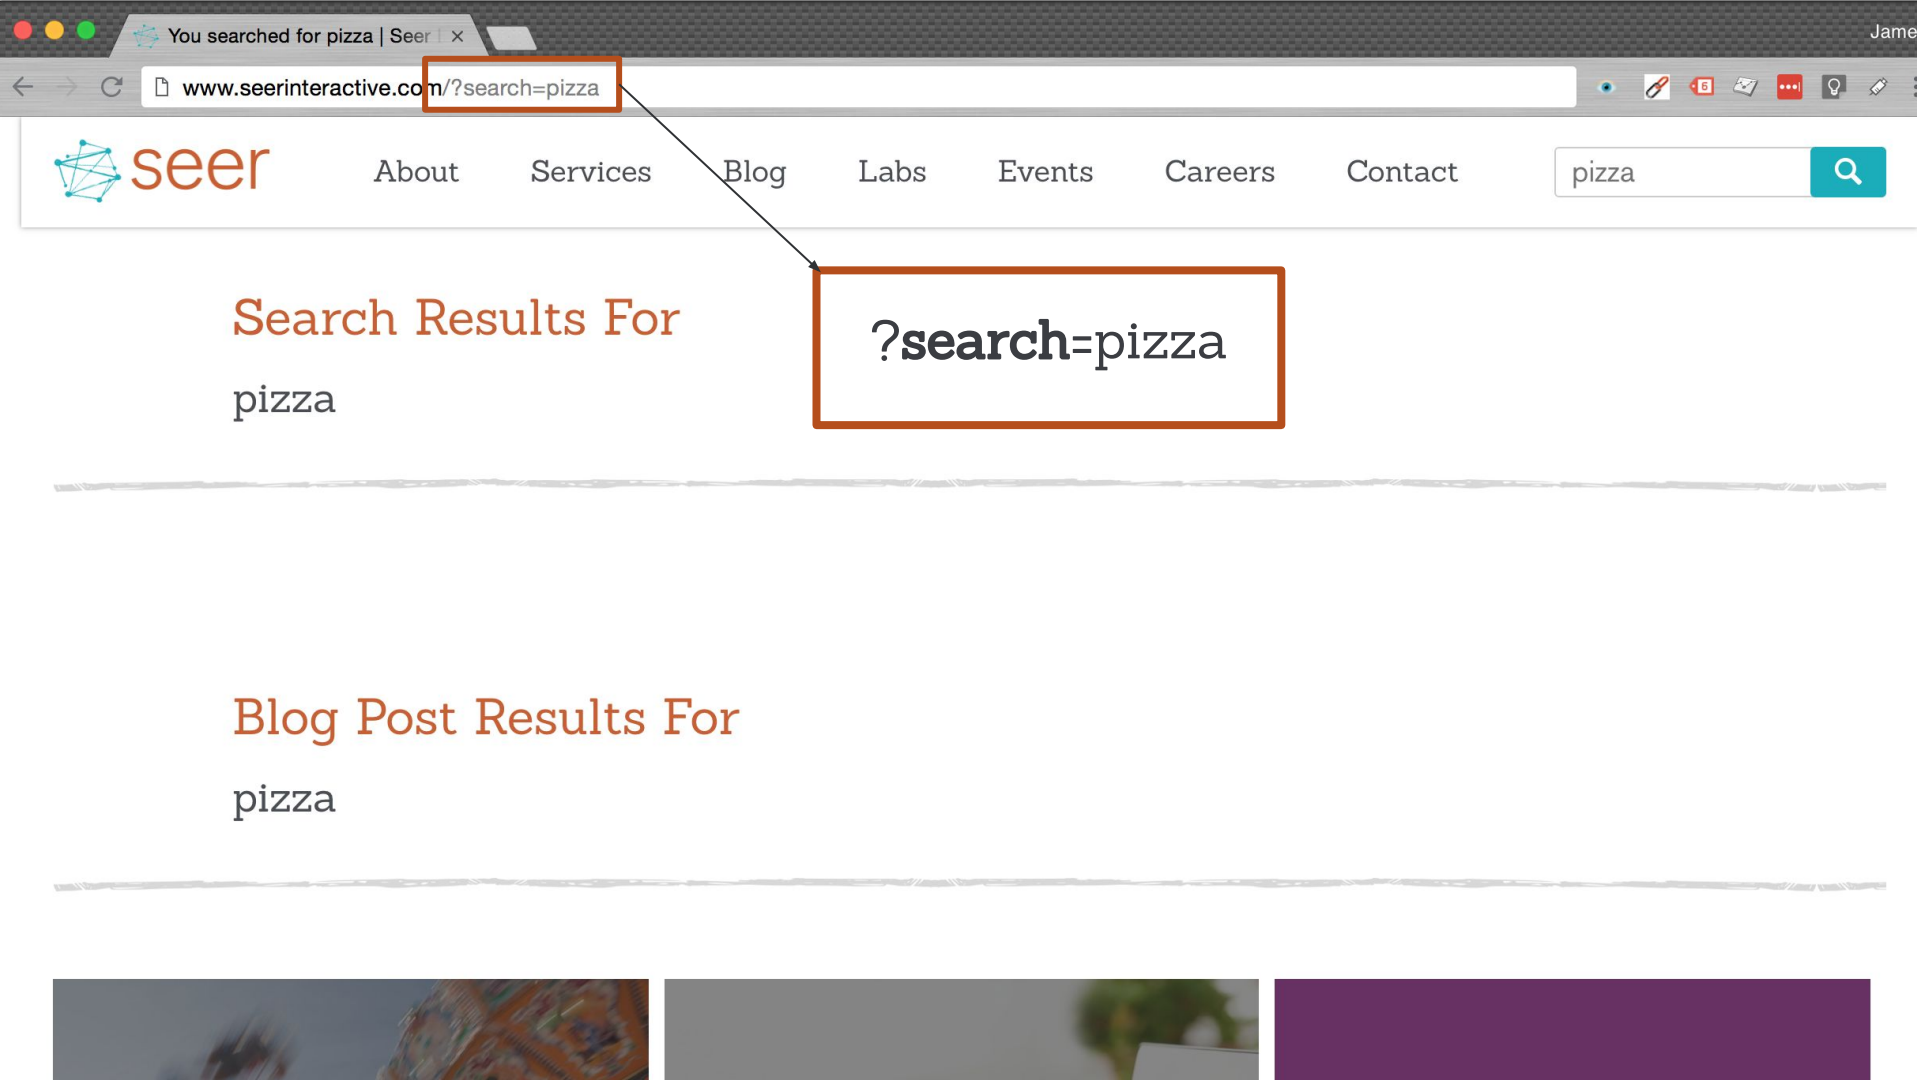 You searched for pizza | Seer
Jame
www.seerinteractive.com/?search=pizza
6
seer
About
Services
Blog
Labs
Events
Careers
Contact
pizza
Search Results For
?search=pizza
pizza
Blog Post Results For
pizza